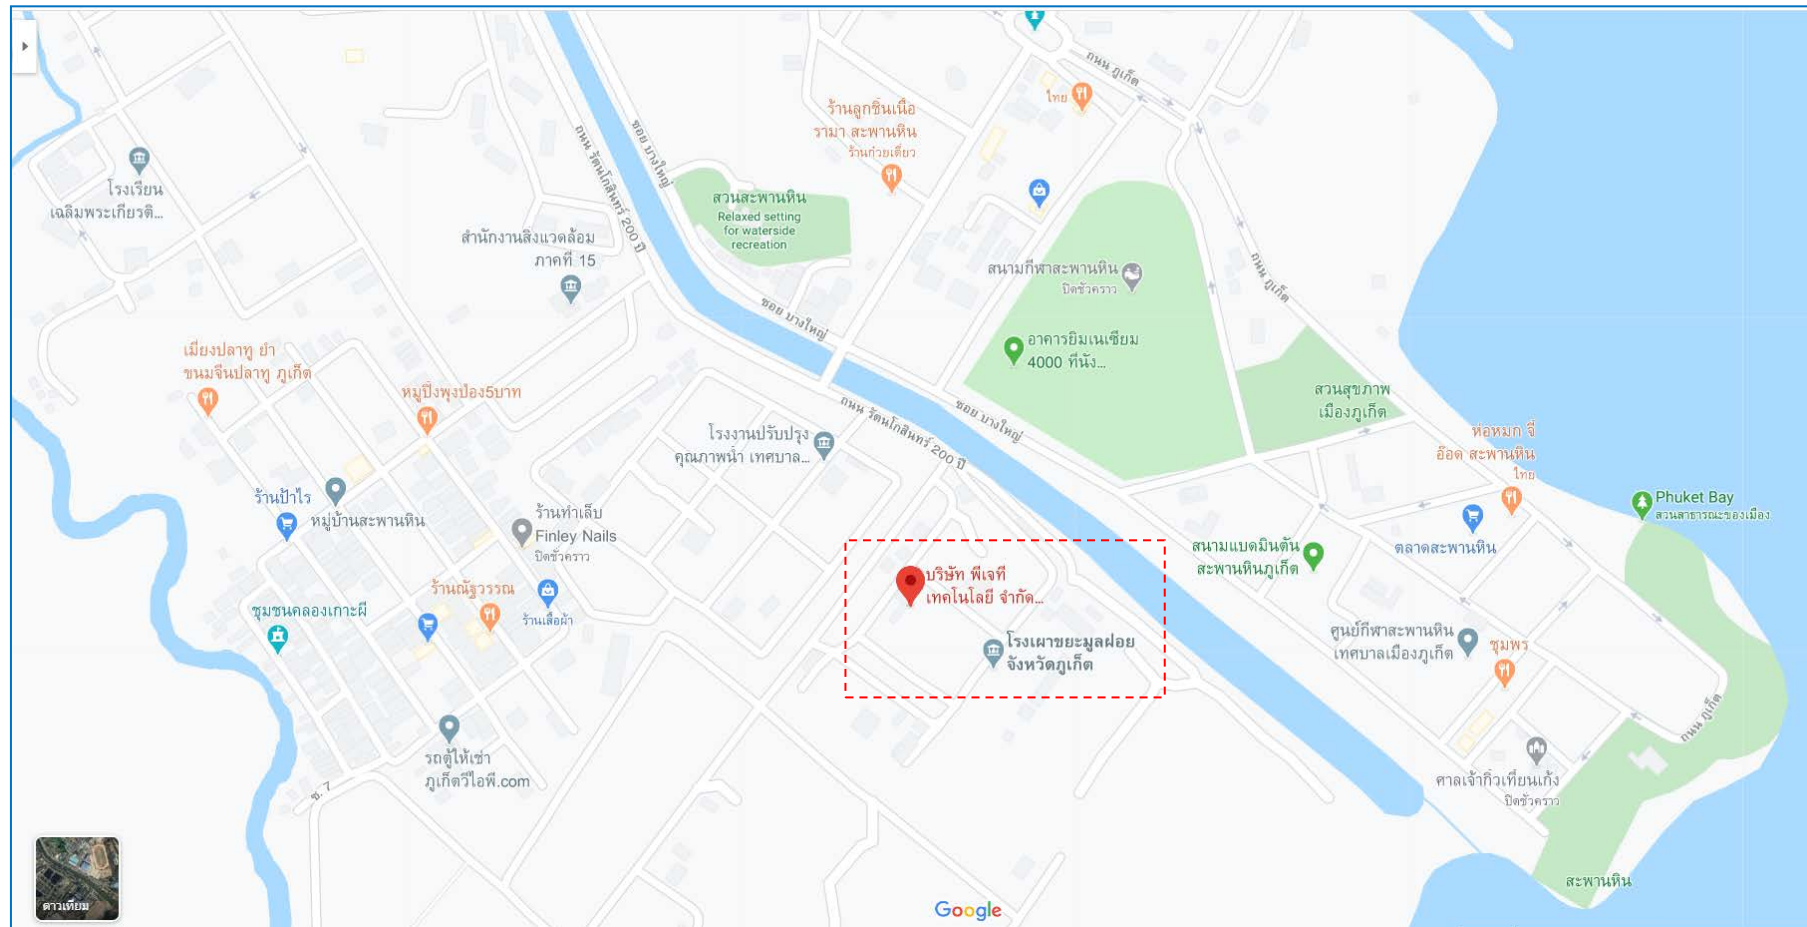 ถนน ภูเก็ต
ไทย
ร้านลูกชิ้นเนื้อ
รามา สะพานหิน
ร้านก๋วยเตี๋ยว
ถนน รัตนโกสินทร์ 200 ปี
ซอย บางใหญ่
โรงเรียน
เฉลิมพระเกียรติ...
สวนสะพานหิน
Relaxed setting
for waterside
recreation
สำนักงานสิ่งแวดล้อม
ภาคที่ 15
สนามกีฬาสะพานหิน
ปิดชั่วคราว
ถนน ภูเก็ต
ซอย บางใหญ่
อาคารยิมเนเซียม
4000 ที่นั่ง...
เมี่ยงปลาทู ยำ
ขนมจีนปลาทู ภูเก็ต
หมูปิ้งพุงป่อง5บาท
สวนสุขภาพ
เมืองภูเก็ต
ถนน รัตนโกสินทร์ 200 ปี
ซอย บางใหญ่
โรงงานปรับปรุง
คุณภาพน้ำ เทศบาล...
ห่อหมก จี๊
อ๊อด สะพานหิน
ไทย
Phuket Bay
สวนสาธารณะของเมือง
ร้านป้าไร
หมู่บ้านสะพานหิน
ร้านทำเล็บ
Finley Nails
ปิดชั่วคราว
สนามแบดมินตัน
สะพานหินภูเก็ต
ตลาดสะพานหิน
บริษัท พีเจที
เทคโนโลยี จำกัด...
ร้านณัฐวรรณ
ร้านเสื้อผ้า
ชุมชนคลองเกาะผี
โรงเผาขยะมูลฝอย
จังหวัดภูเก็ต
ศูนย์กีฬาสะพานหิน
เทศบาลเมืองภูเก็ต
ชุมพร
ถนน ภูเก็ต
รถตู้ให้เช่า
ภูเก็ตวีไอพี.com
ซ. 7
ศาลเจ้ากิ้วเที้ยนเก้ง
ปิดชั่วคราว
สะพานหิน
ดาวเทียม
Google